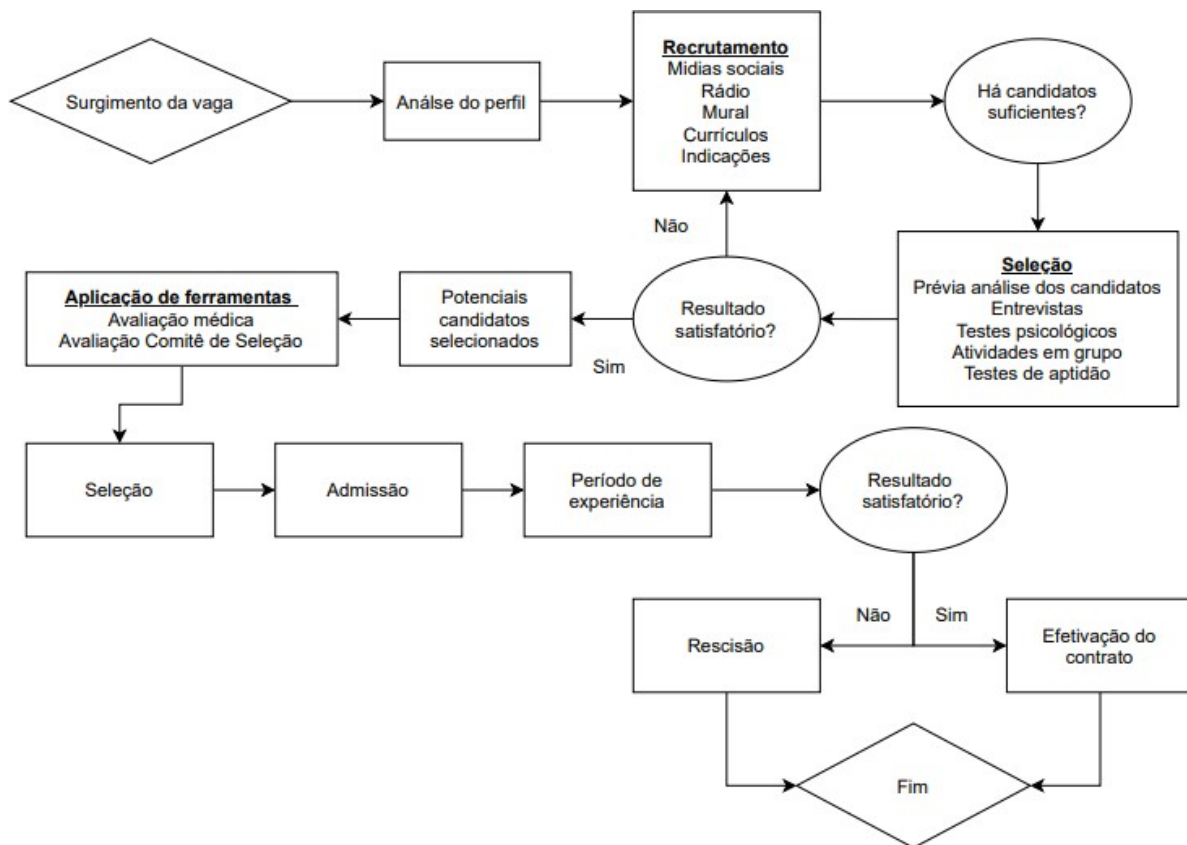 Surgimento da vaga
Análse do perfil
Recrutamento
Midias sociais
Rádio
Mural
Currículos
Indicações
Há candidatos
suficientes?
Seleção
Prévia análise dos candidatos
Entrevistas
Testes psicológicos
Atividades em grupo
Testes de aptidão
Resultado
satisfatório?
Não
Sim
Potenciais
candidatos
selecionados
Aplicação de ferramentas
Avaliação médica
Avaliação Comitê de Seleção
Seleção
Admissão
Período de
experiência
Resultado
satisfatório?
Não
Sim
Rescisão
Efetivação do
contrato
Fim